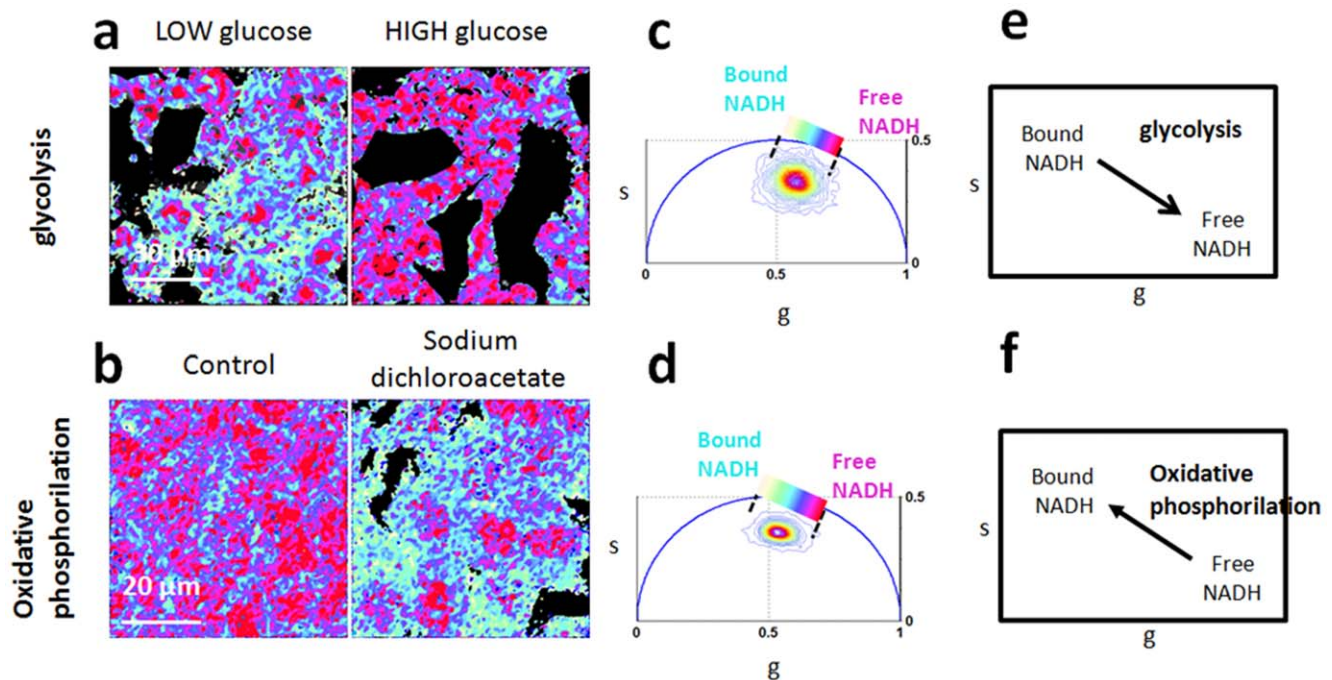 a
LOW glucose
HIGH glucose
glycolysis
30 µm
c
Bound
NADH
Free
NADH
s
0.5
0
0
0.5
1
g
e
Bound
NADH
glycolysis
Free
NADH
s
g
b
Control
Sodium
dichloroacetate
Oxidative
phosphorilation
20 µm
d
Bound
NADH
Free
NADH
s
0.5
0
0
0.5
1
g
f
Bound
NADH
Oxidative
phosphorilation
Free
NADH
s
g